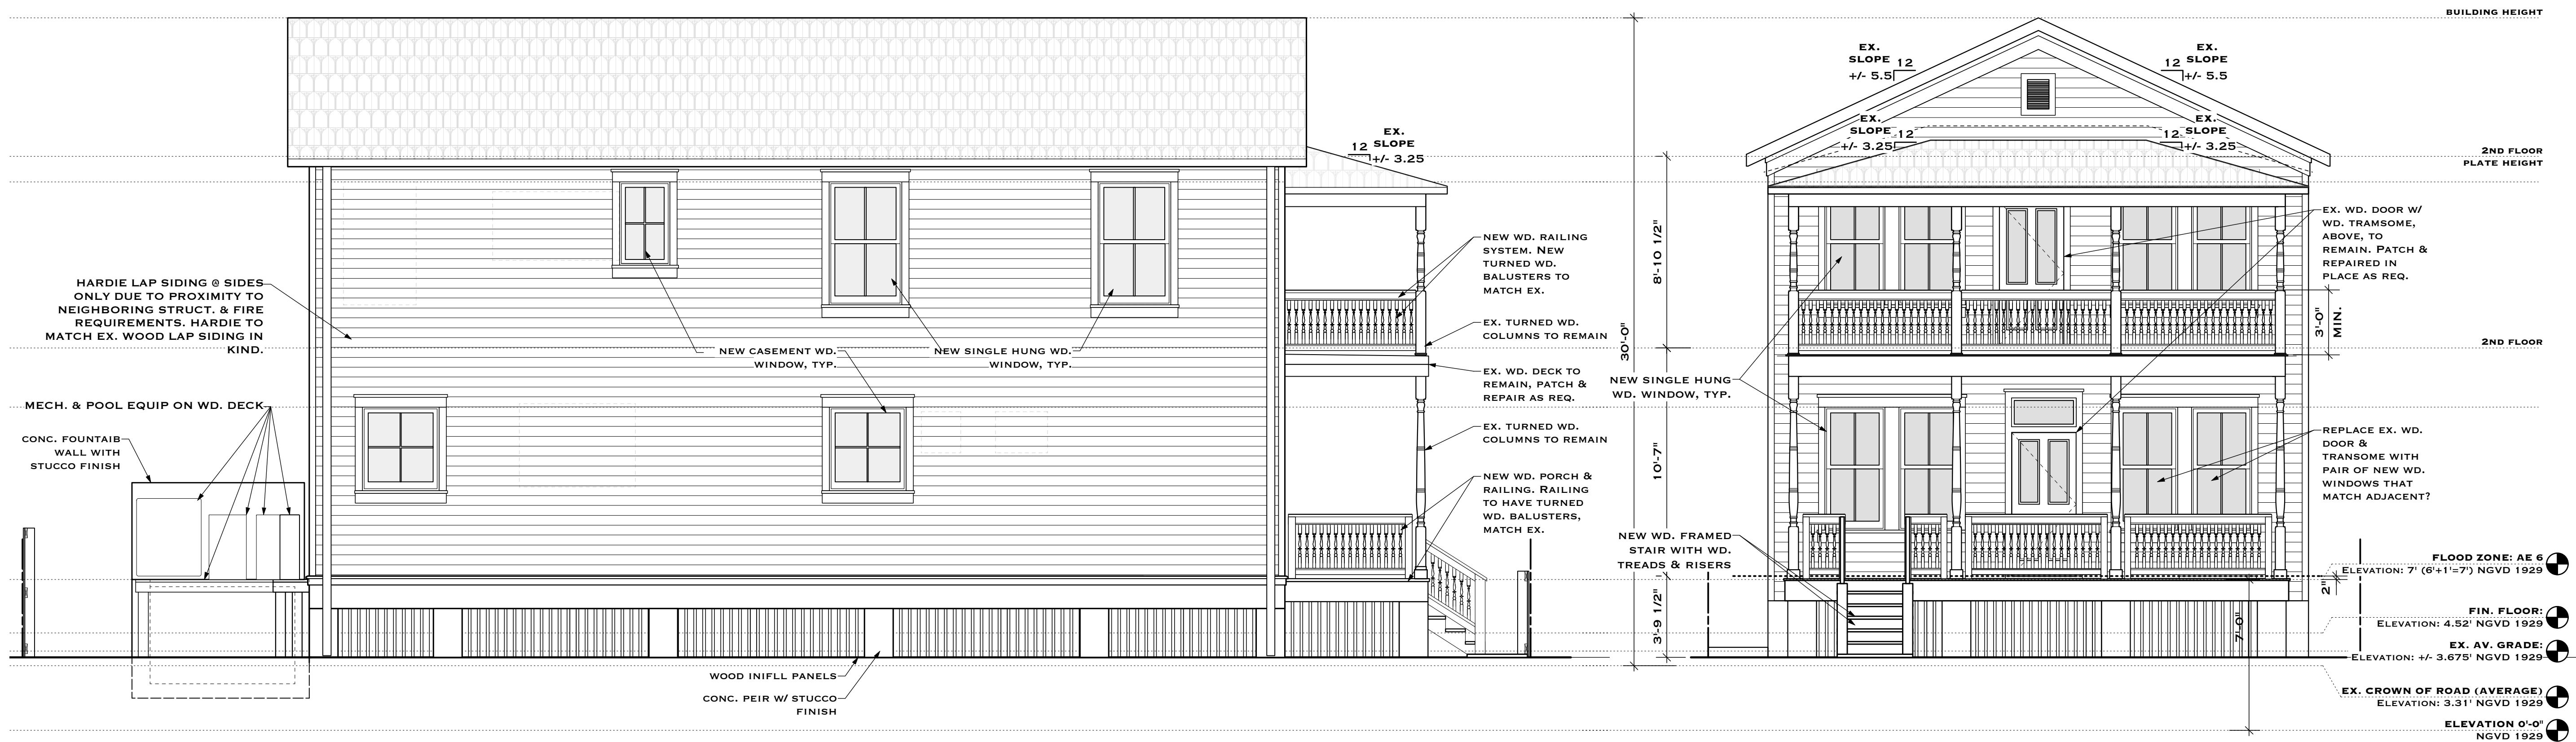 BUILDING HEIGHT
EX.
SLOPE
12
+/- 5.5
EX.
12 SLOPE
+/- 5.5
EX.
SLOPE
12
+/- 3.25
EX.
12 SLOPE
+/- 3.25
EX.
12 SLOPE
+/- 3.25
2ND FLOOR
PLATE HEIGHT
HARDIE LAP SIDING @ SIDES
ONLY DUE TO PROXIMITY TO
NEIGHBORING STRUCT. & FIRE
REQUIREMENTS. HARDIE TO
MATCH EX. WOOD LAP SIDING IN
KIND.
MECH. & POOL EQUIP ON WD. DECK
CONC. FOUNTAIB
WALL WITH
STUCCO FINISH
NEW CASEMENT WD.
WINDOW, TYP.
NEW SINGLE HUNG WD.
WINDOW, TYP.
WOOD INIFLL PANELS
CONC. PEIR W/ STUCCO
FINISH
NEW WD. RAILING
SYSTEM. NEW
TURNED WD.
BALUSTERS TO
MATCH EX.
EX. TURNED WD.
COLUMNS TO REMAIN
EX. WD. DECK TO
REMAIN, PATCH &
REPAIR AS REQ.
EX. TURNED WD.
COLUMNS TO REMAIN
NEW WD. PORCH &
RAILING. RAILING
TO HAVE TURNED
WD. BALUSTERS,
MATCH EX.
30'-0"
8'-10 1/2"
10'-7"
3'-9 1/2"
NEW SINGLE HUNG
WD. WINDOW, TYP.
NEW WD. FRAMED
STAIR WITH WD.
TREADS & RISERS
EX. WD. DOOR W/
WD. TRAMSOME,
ABOVE, TO
REMAIN. PATCH &
REPAIRED IN
PLACE AS REQ.
3'-0"
MIN.
2ND FLOOR
REPLACE EX. WD.
DOOR &
TRANSOME WITH
PAIR OF NEW WD.
WINDOWS THAT
MATCH ADJACENT?
2"
7'-0"
FLOOD ZONE: AE 6
ELEVATION: 7' (6'+1'=7') NGVD 1929
FIN. FLOOR:
ELEVATION: 4.52' NGVD 1929
EX. AV. GRADE:
ELEVATION: +/- 3.675' NGVD 1929
EX. CROWN OF ROAD (AVERAGE)
ELEVATION: 3.31' NGVD 1929
ELEVATION 0'-0"
NGVD 1929